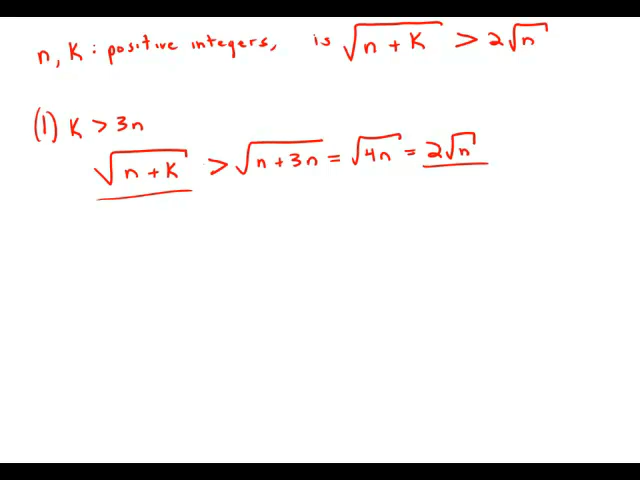 n, K : positive integers, is √(n + K) > 2√n
(1) K > 3n
√(n + K) > √(n + 3n) = √(4n) = 2√n